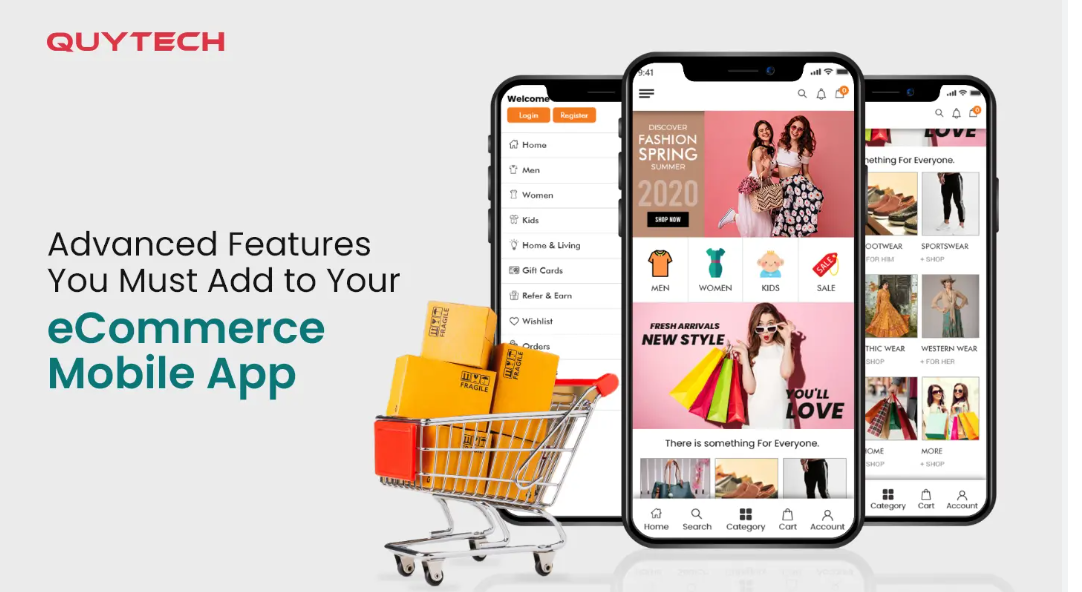 QUYTECH
Advanced Features
You Must Add to Your
eCommerce
Mobile App
FRAGILE
FRAGILE
FRAGILE
Welcome
Login
Register
Home
Men
Women
Kids
Home & Living
Gift Cards
Refer & Earn
Wishlist
Orders
9:41
0
DISCOVER
FASHION
SPRING
SUMMER
2020
SHOP NOW
MEN
WOMEN
KIDS
SALE
SALE
FRESH ARRIVALS
NEW STYLE
YOU'LL
LOVE
There is something For Everyone.
Home
Search
Category
Cart
Account
0
LOVE
mething For Everyone.
OOTWEAR
FOR HIM
SPORTSWEAR
+ SHOP
THIC WEAR
SHOP
WESTERN WEAR
+ FOR HER
HOME
SHOP
MORE
+ SHOP
Category
Cart
Account